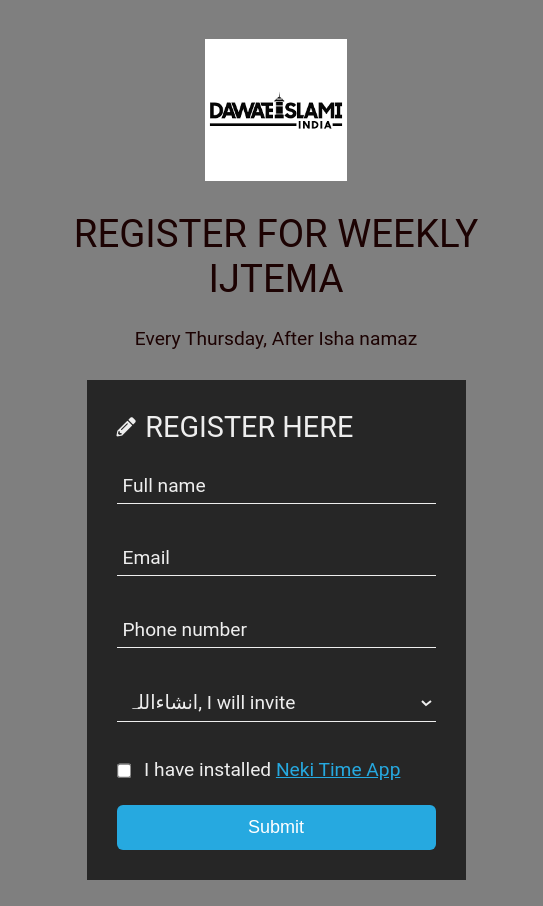 DAWATEISLAMI
INDIA
REGISTER FOR WEEKLY
IJTEMA
Every Thursday, After Isha namaz
REGISTER HERE
Full name
Email
Phone number
انشاءاللہ, I will invite
I have installed Neki Time App
Submit